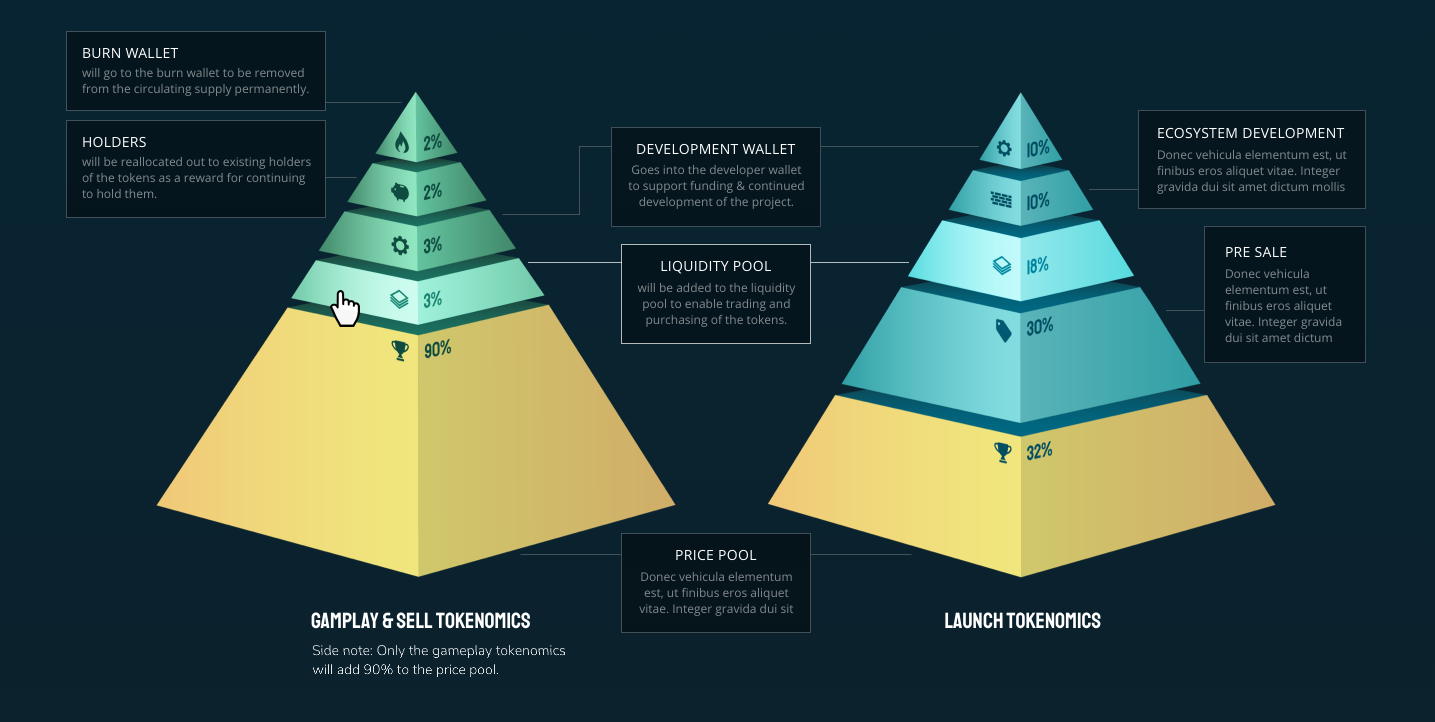 BURN WALLET
will go to the burn wallet to be removed
from the circulating supply permanently.
HOLDERS
will be reallocated out to existing holders
of the tokens as a reward for continuing
to hold them.
2%
2%
3%
3%
90%
DEVELOPMENT WALLET
Goes into the developer wallet
to support funding & continued
development of the project.
LIQUIDITY POOL
will be added to the liquidity
pool to enable trading and
purchasing of the tokens.
PRICE POOL
Donec vehicula elementum
est, ut finibus eros aliquet
vitae. Integer gravida dui sit
10%
10%
18%
30%
32%
ECOSYSTEM DEVELOPMENT
Donec vehicula elementum est, ut
finibus eros aliquet vitae. Integer
gravida dui sit amet dictum mollis
PRE SALE
Donec vehicula
elementum est, ut
finibus eros aliquet
vitae. Integer gravida
dui sit amet dictum
GAMPLAY & SELL TOKENOMICS
Side note: Only the gameplay tokenomics
will add 90% to the price pool.
LAUNCH TOKENOMICS